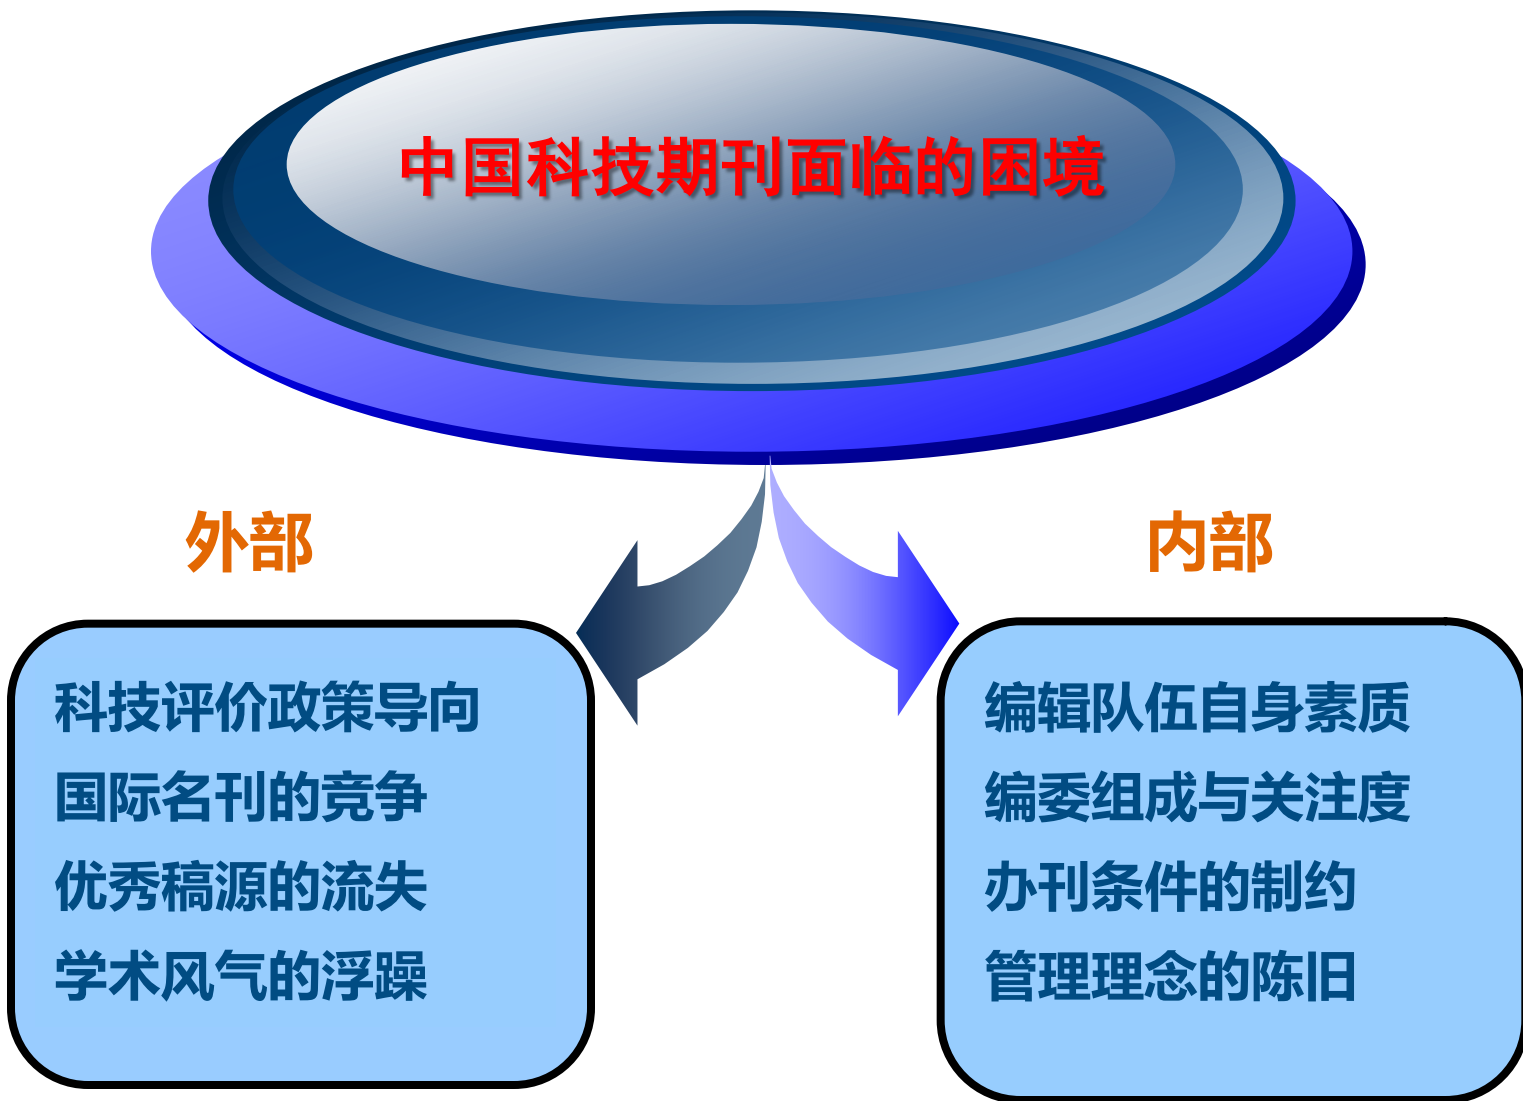 中国科技期刊面临的困境
外部
科技评价政策导向
国际名刊的竞争
优秀稿源的流失
学术风气的浮躁
内部
编辑队伍自身素质
编委组成与关注度
办刊条件的制约
管理理念的陈旧